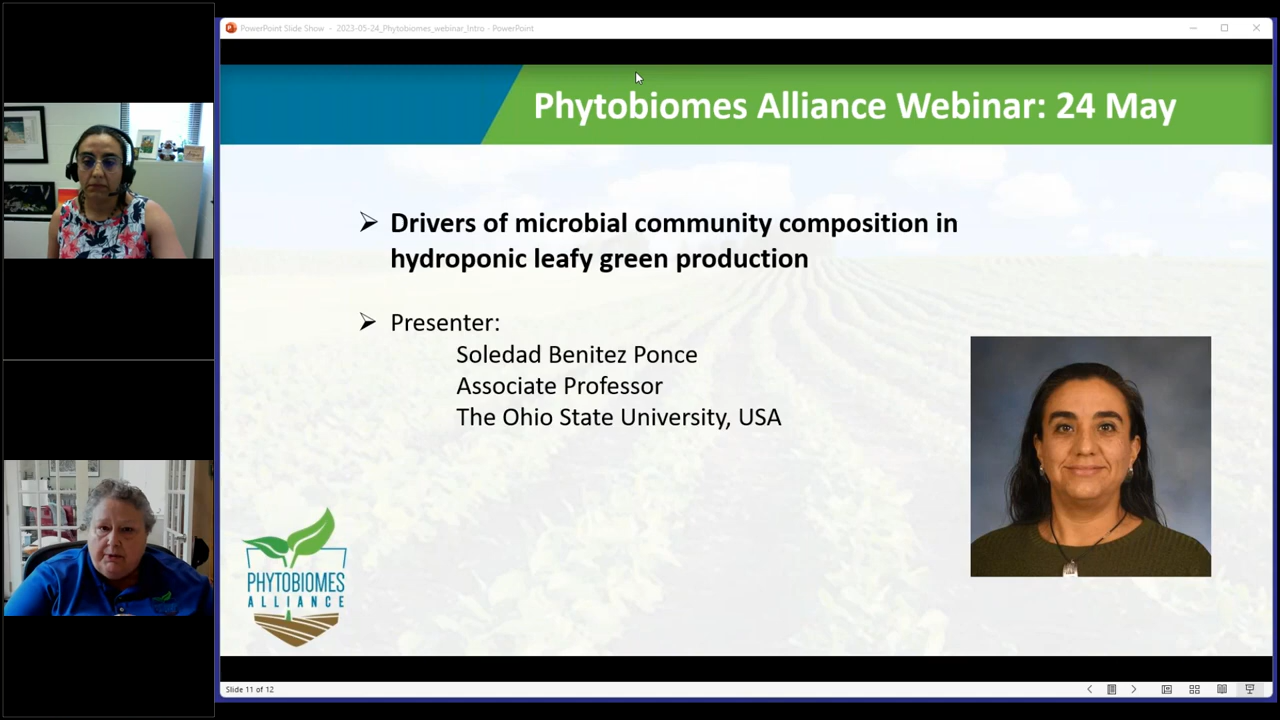 PowerPoint Slide Show - 2023-05-24_Phytobiomes_webinar_Intro - PowerPoint
Phytobiomes Alliance Webinar: 24 May
Drivers of microbial community composition in
hydroponic leafy green production
Presenter:
Soledad Benitez Ponce
Associate Professor
The Ohio State University, USA
PHYTOBIOMES
ALLIANCE
Slide 11 of 12